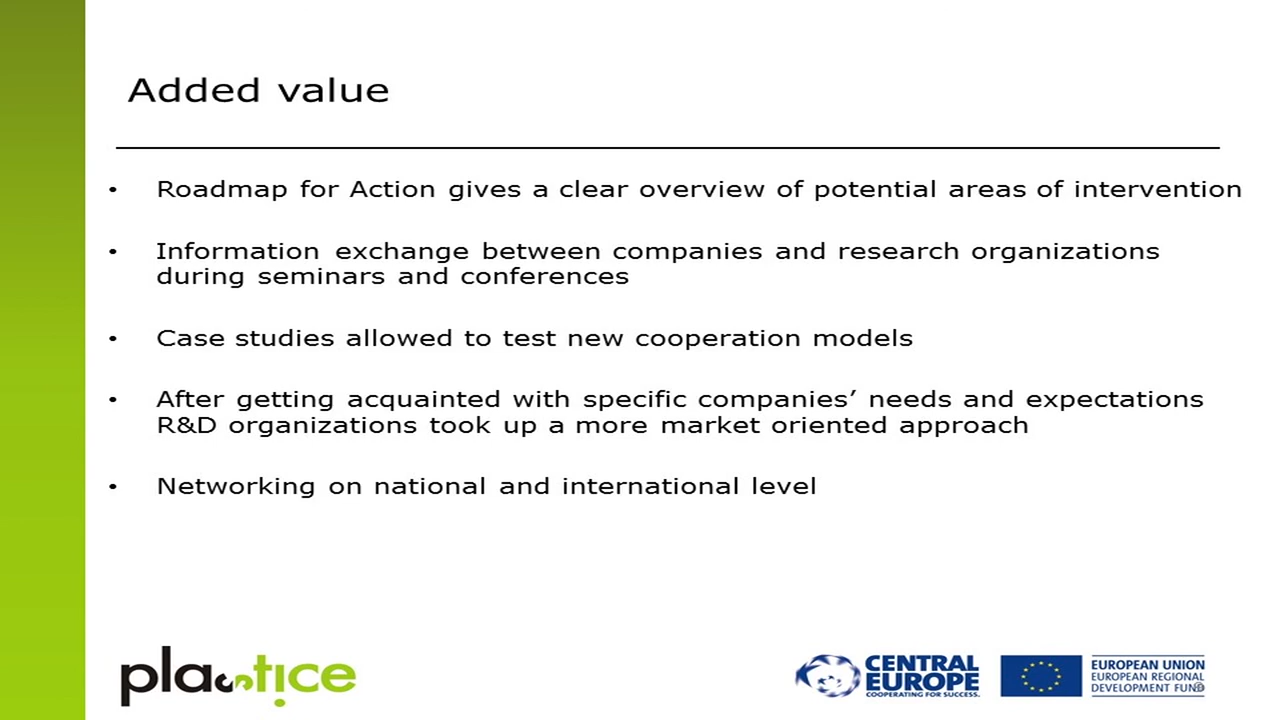 Added value
• Roadmap for Action gives a clear overview of potential areas of intervention
• Information exchange between companies and research organizations
during seminars and conferences
• Case studies allowed to test new cooperation models
• After getting acquainted with specific companies’ needs and expectations
R&D organizations took up a more market oriented approach
• Networking on national and international level
plastice
CENTRAL
EUROPE
COOPERATING FOR SUCCESS.
EUROPEAN UNION
EUROPEAN REGIONAL
DEVELOPMENT FUND